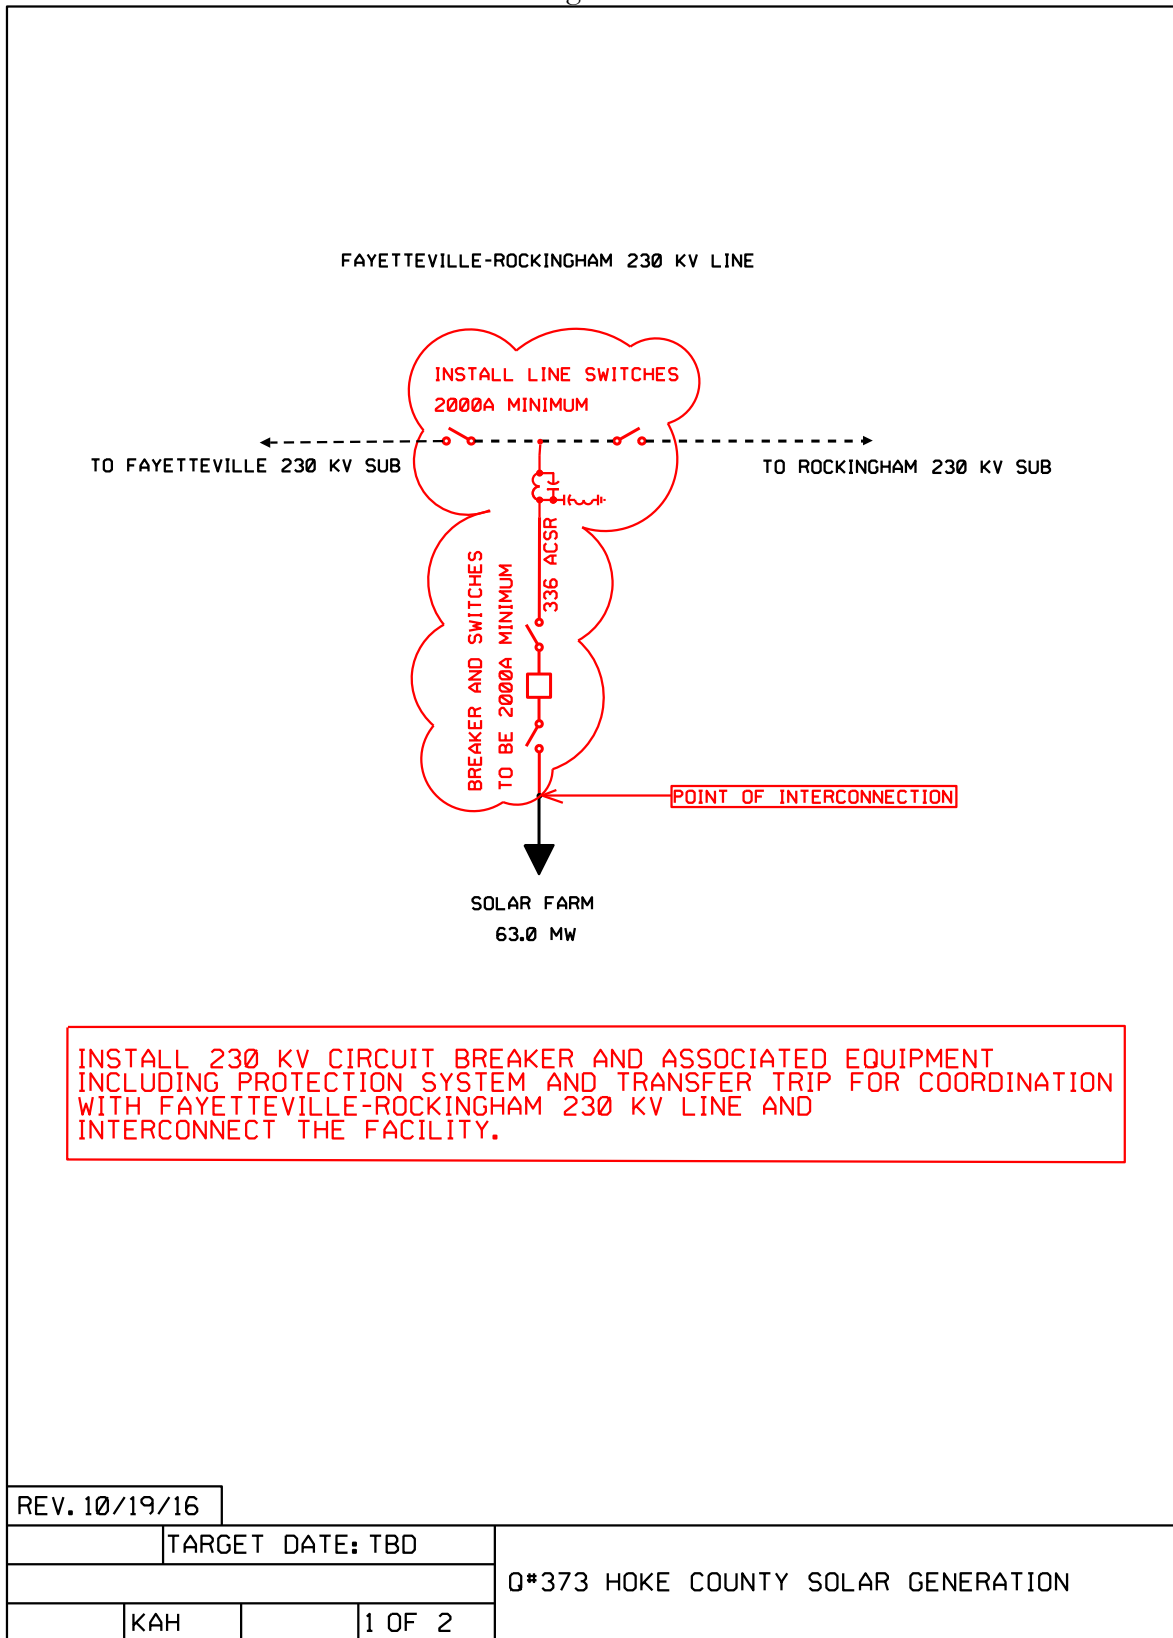 FAYETTEVILLE-ROCKINGHAM 230 KV LINE
INSTALL LINE SWITCHES
2000A MINIMUM
TO FAYETTEVILLE 230 KV SUB
TO ROCKINGHAM 230 KV SUB
336 ACSR
BREAKER AND SWITCHES
TO BE 2000A MINIMUM
POINT OF INTERCONNECTION
SOLAR FARM
63.0 MW
INSTALL 230 KV CIRCUIT BREAKER AND ASSOCIATED EQUIPMENT
INCLUDING PROTECTION SYSTEM AND TRANSFER TRIP FOR COORDINATION
WITH FAYETTEVILLE-ROCKINGHAM 230 KV LINE AND
INTERCONNECT THE FACILITY.
REV. 10/19/16
TARGET DATE: TBD
Q#373 HOKE COUNTY SOLAR GENERATION
KAH
1 OF 2